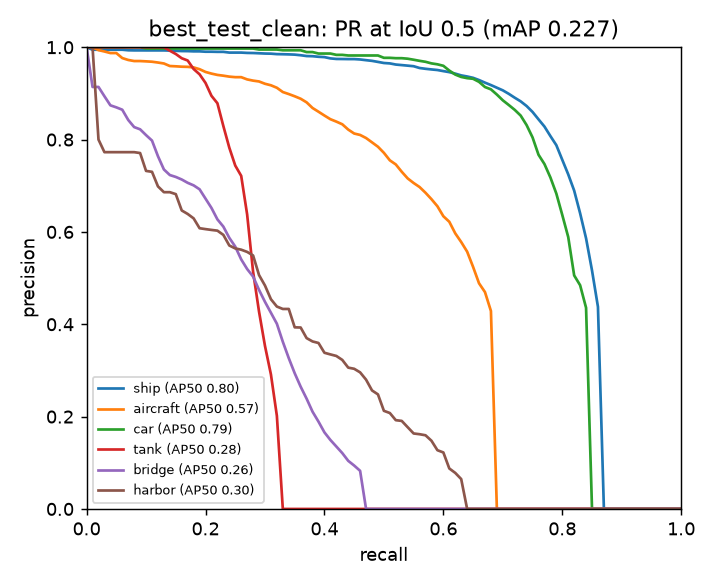 best_test_clean: PR at IoU 0.5 (mAP 0.227)
precision
1.0
0.8
0.6
0.4
0.2
0.0
ship (AP50 0.80)
aircraft (AP50 0.57)
car (AP50 0.79)
tank (AP50 0.28)
bridge (AP50 0.26)
harbor (AP50 0.30)
0.0 0.2 0.4 0.6 0.8 1.0
recall